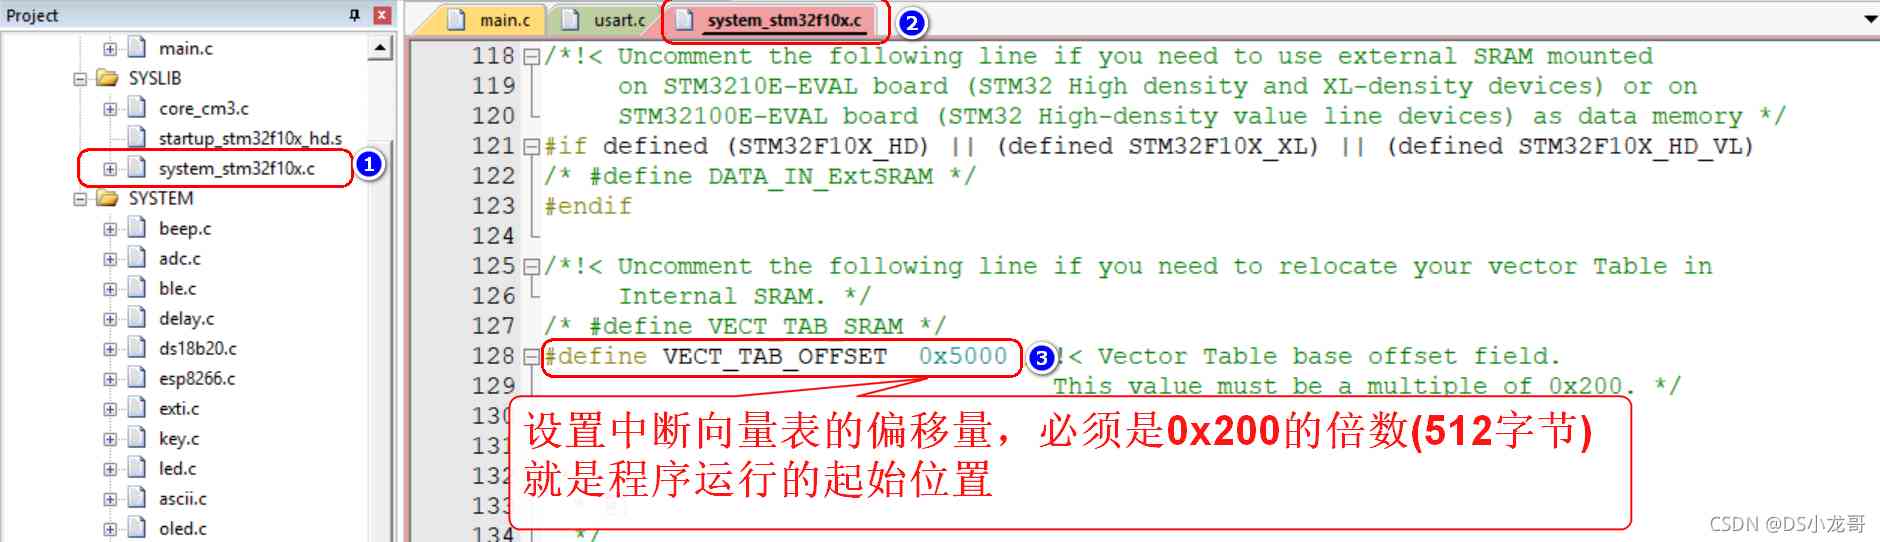 Project
main.c
SYSLIB
core_cm3.c
startup_stm32f10x_hd.s
system_stm32f10x.c
1
SYSTEM
beep.c
adc.c
ble.c
delay.c
ds18b20.c
esp8266.c
exti.c
key.c
led.c
ascii.c
oled.c
main.c usart.c system_stm32f10x.c 2
118 /*!< Uncomment the following line if you need to use external SRAM mounted
119 on STM3210E-EVAL board (STM32 High density and XL-density devices) or on
120 STM32100E-EVAL board (STM32 High-density value line devices) as data memory */
121 #if defined (STM32F10X_HD) || (defined STM32F10X_XL) || (defined STM32F10X_HD_VL)
122 /* #define DATA_IN_ExtSRAM */
123 #endif
124
125 /*!< Uncomment the following line if you need to relocate your vector Table in
126 Internal SRAM. */
127 /* #define VECT_TAB_SRAM */
128 #define VECT_TAB_OFFSET 0x5000 3 !< Vector Table base offset field.
129 This value must be a multiple of 0x200. */
130
131
132
133
134 */
设置中断向量表的偏移量，必须是0x200的倍数(512字节)
就是程序运行的起始位置
CSDN @DS小龙哥